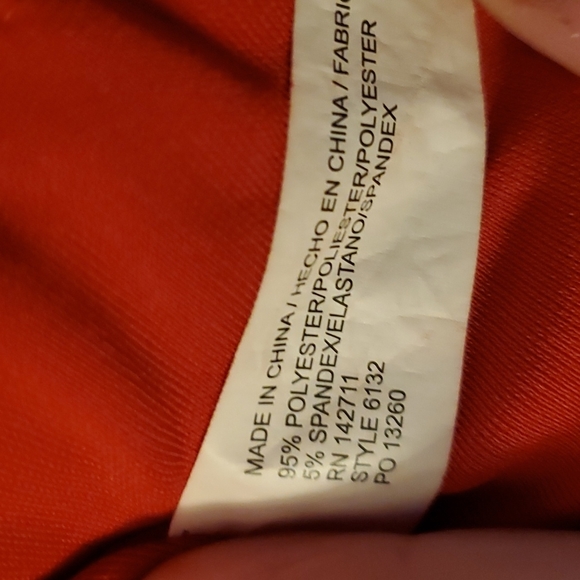 MADE IN CHINA / HECHO EN CHINA / FABRI
95% POLYESTER/POLIESTER/POLYESTER
5% SPANDEX/ELASTANO/SPANDEX
RN 142711
STYLE 6132
PO 13260